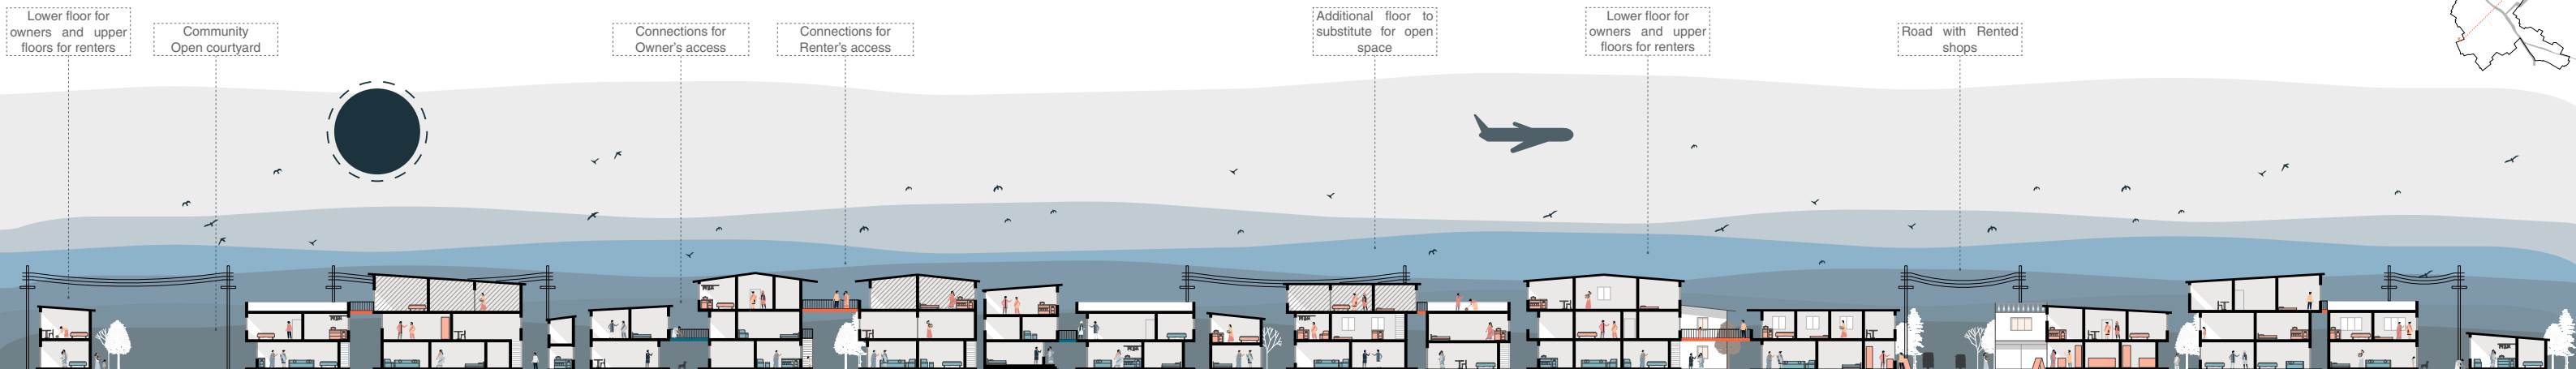 Lower floor for
owners and upper
floors for renters
Community
Open courtyard
Connections for
Owner's access
Connections for
Renter's access
Additional floor to
substitute for open
space
Lower floor for
owners and upper
floors for renters
Road with Rented
shops